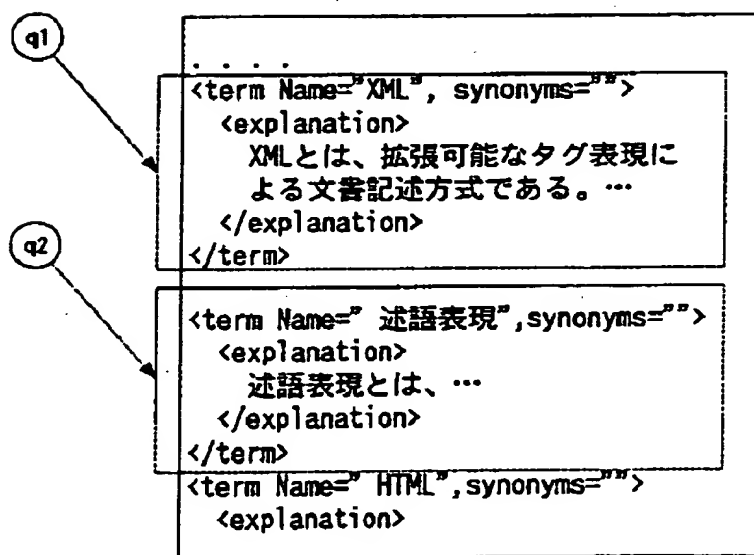 q1
. . . .
<term Name="XML", synonyms="">
<explanation>
XMLとは、拡張可能なタグ表現に
よる文書記述方式である。…
</explanation>
</term>
q2
<term Name=" 述語表現",synonyms="">
<explanation>
述語表現とは、…
</explanation>
</term>
<term Name=" HTML",synonyms="">
<explanation>